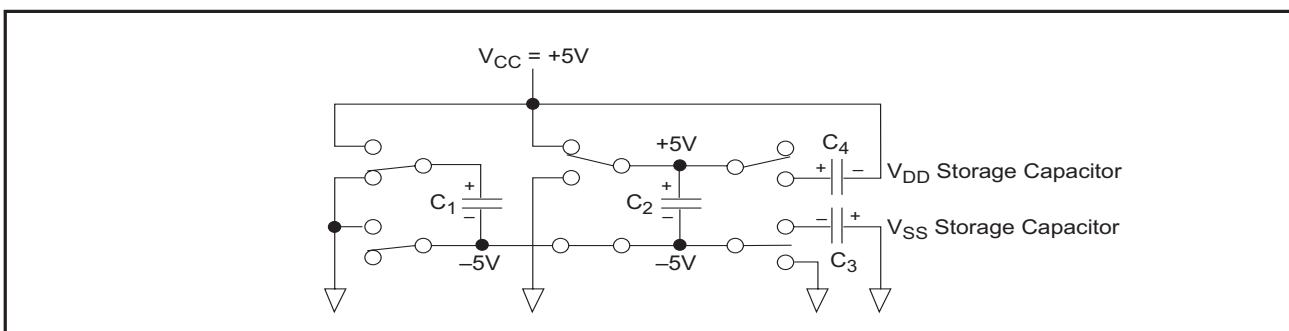 V_CC = +5V
+5V
C_4
+
–
V_DD Storage Capacitor
+
C_1
–
+
C_2
–
–
+
V_SS Storage Capacitor
C_3
–5V
–5V